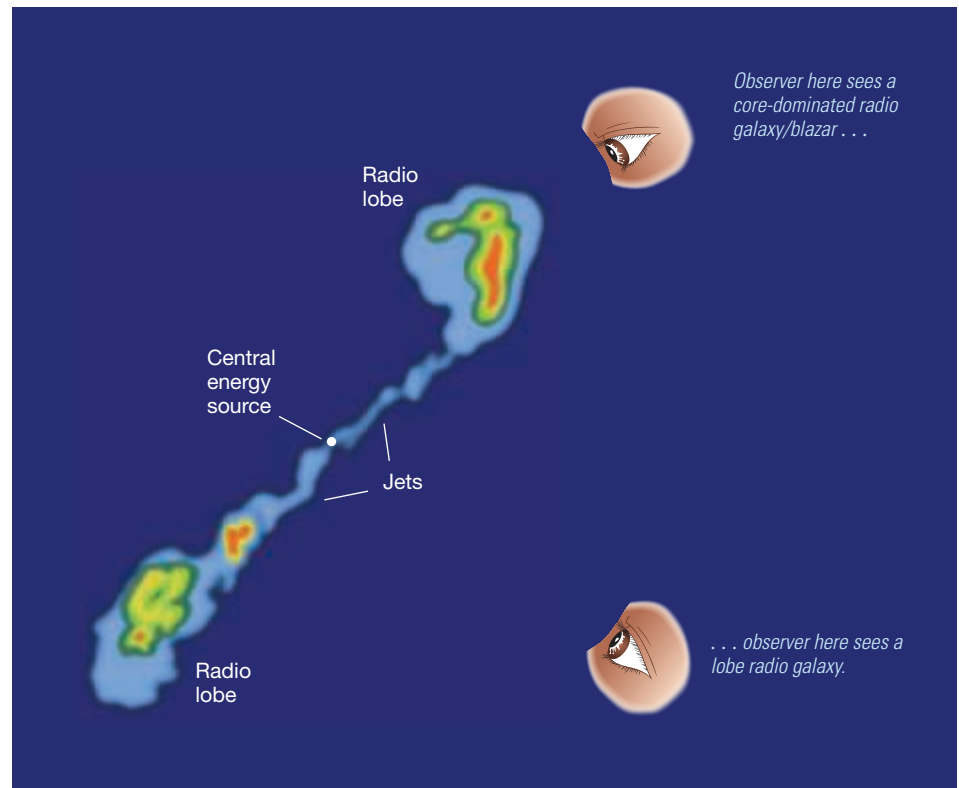 Observer here sees a
core-dominated radio
galaxy/blazar . . .
Radio
lobe
Central
energy
source
Jets
. . . observer here sees a
lobe radio galaxy.
Radio
lobe